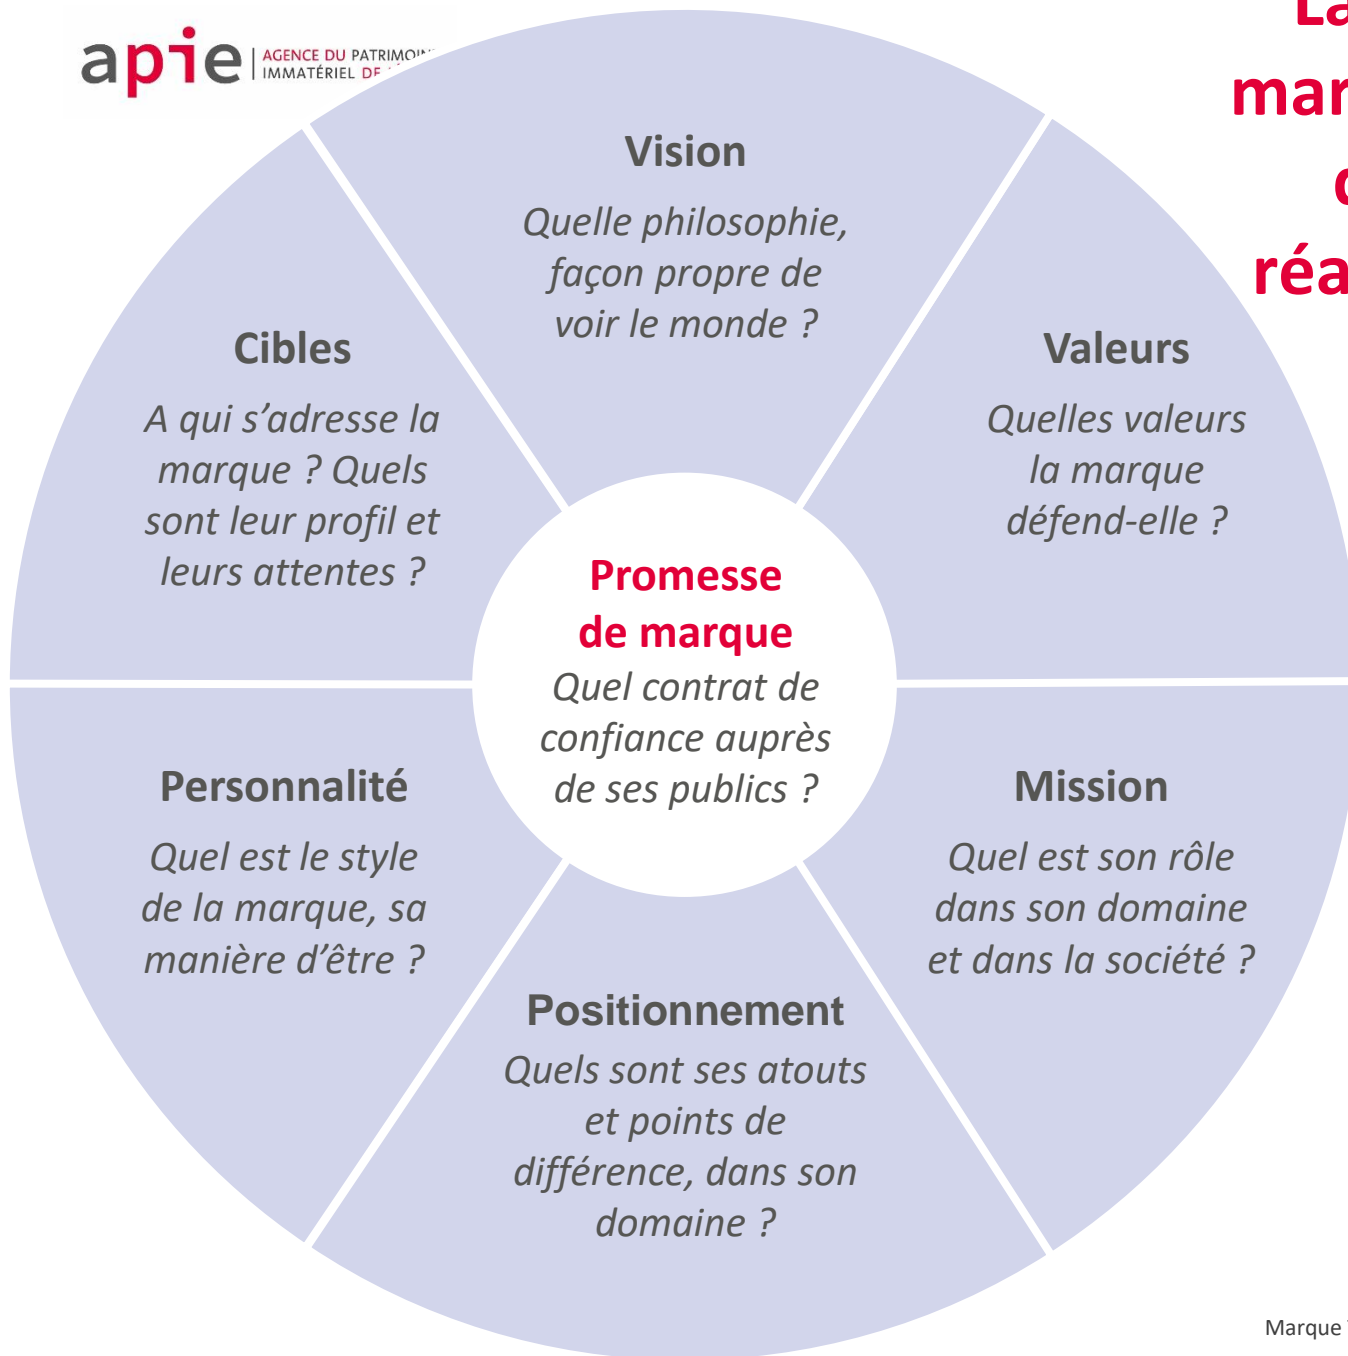 apie
AGENCE DU
IMMATÉRIEL
La
Vision
Quelle philosophie,
façon propre de
voir le monde ?
Cibles
A qui s’adresse la
marque ? Quels
sont leur profil et
leurs attentes ?
Valeurs
Quelles valeurs
la marque
défend-elle ?
Promesse
de marque
Quel contrat de
confiance auprès
de ses publics ?
Personnalité
Quel est le style
de la marque, sa
manière d’être ?
Mission
Quel est son rôle
dans son domaine
et dans la société ?
Positionnement
Quels sont ses atouts
et points de
différence, dans son
domaine ?
Marque